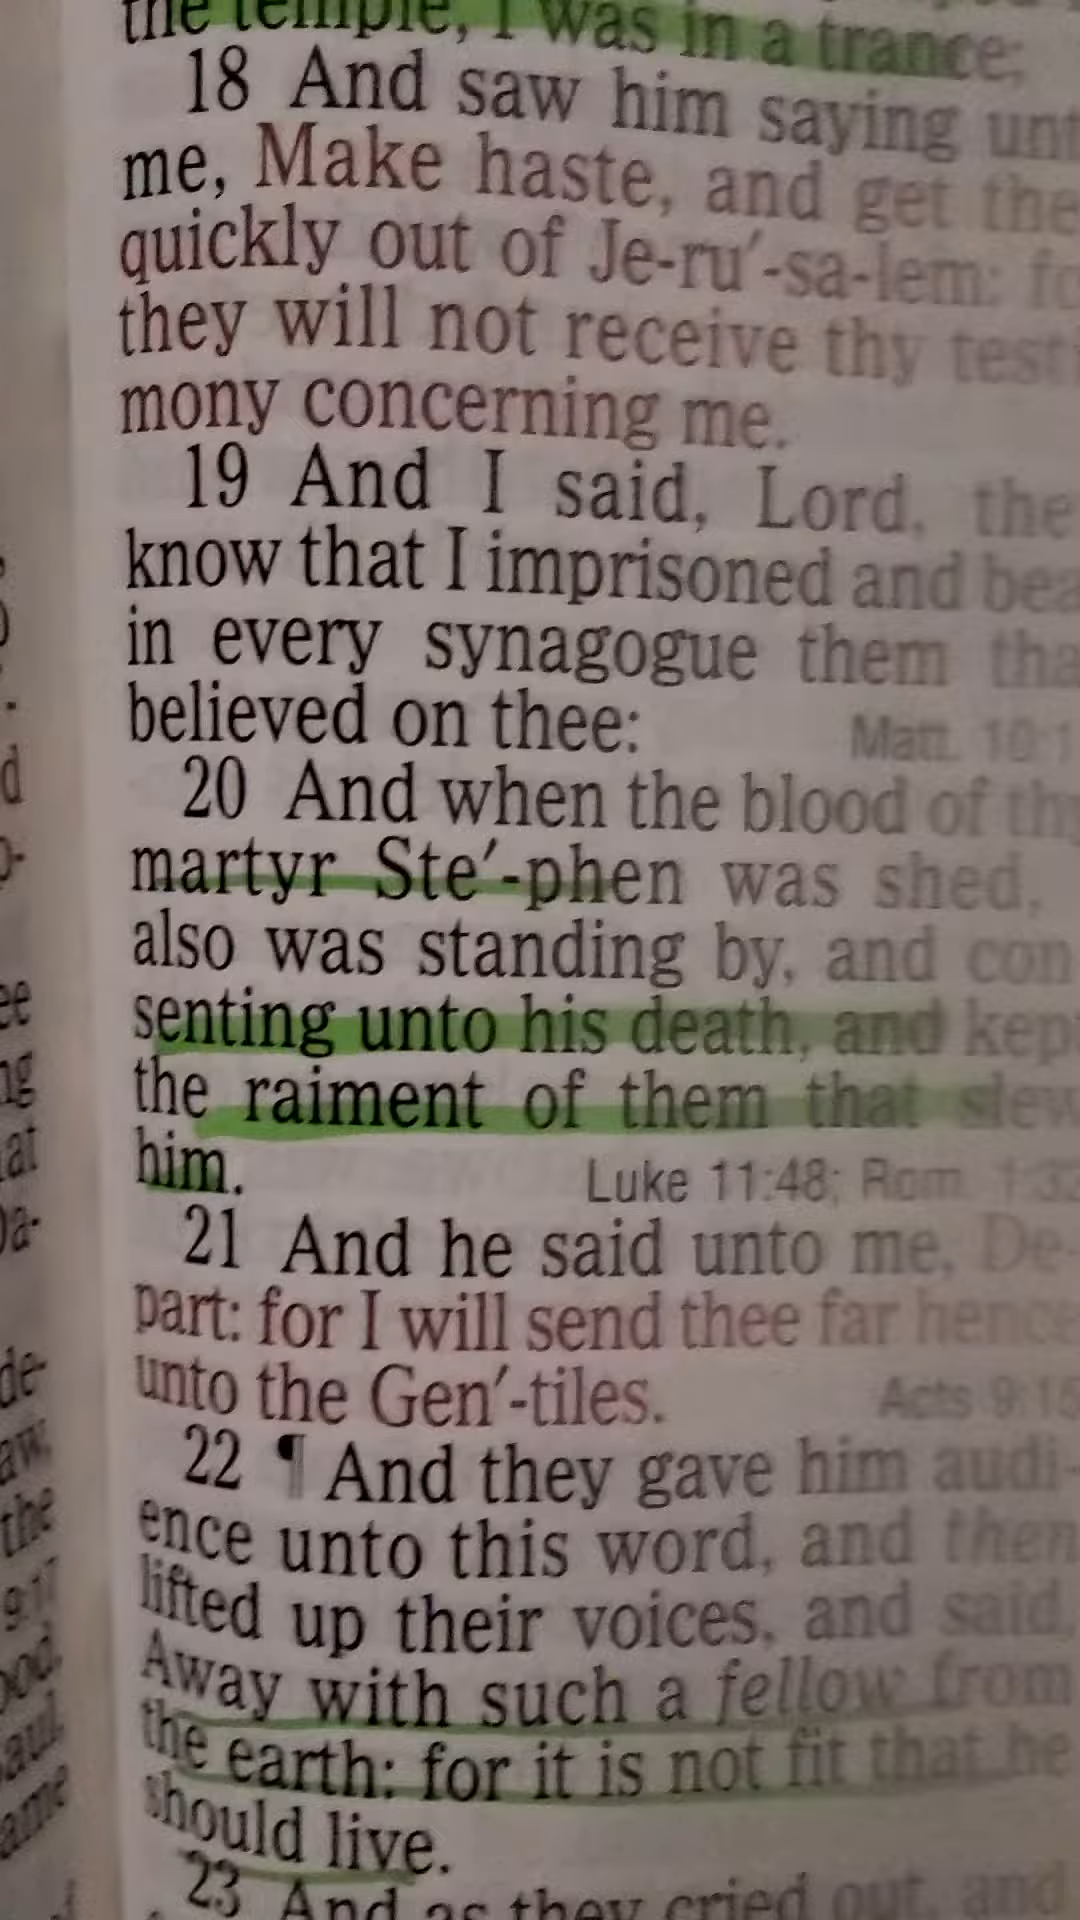 the temple, I was in a trance;
18 And saw him saying unt
me, Make haste, and get the
quickly out of Je-ru′-sa-lem: fo
they will not receive thy testi
mony concerning me.
19 And I said, Lord, the
know that I imprisoned and bea
in every synagogue them tha
believed on thee: Matt. 10:1
20 And when the blood of thy
martyr Ste′-phen was shed,
also was standing by, and con
senting unto his death, and kept
the raiment of them that slew
him. Luke 11:48; Rom. 1:32
21 And he said unto me, De-
part: for I will send thee far hence
unto the Gen′-tiles. Acts 9:15
22 ¶ And they gave him audi-
ence unto this word, and then
lifted up their voices, and said,
Away with such a fellow from
the earth: for it is not fit that he
should live.
23 And as they cried out, and